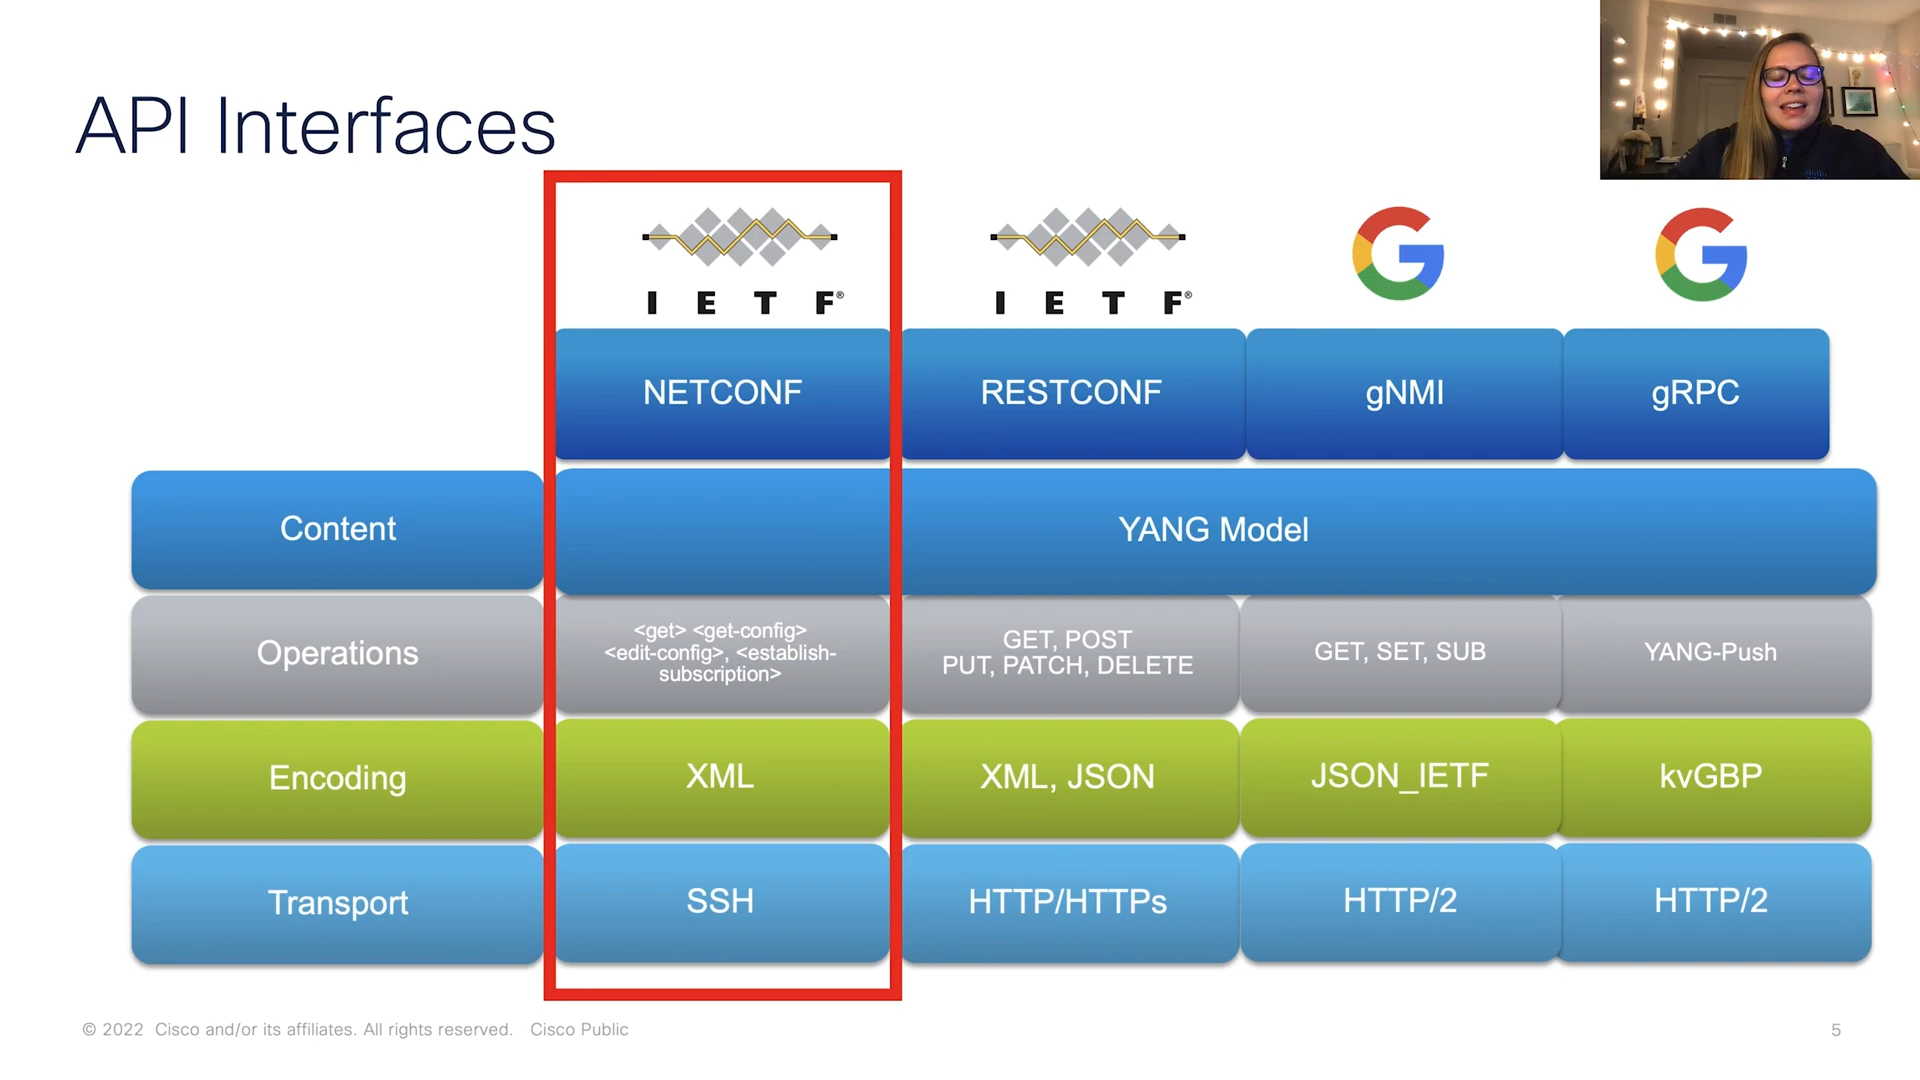 API Interfaces
I E T F®
I E T F®
NETCONF
RESTCONF
gNMI
gRPC
Content
YANG Model
Operations
<get> <get-config>
<edit-config>, <establish-
subscription>
GET, POST
PUT, PATCH, DELETE
GET, SET, SUB
YANG-Push
Encoding
XML
XML, JSON
JSON_IETF
kvGBP
Transport
SSH
HTTP/HTTPs
HTTP/2
HTTP/2
© 2022 Cisco and/or its affiliates. All rights reserved. Cisco Public
5